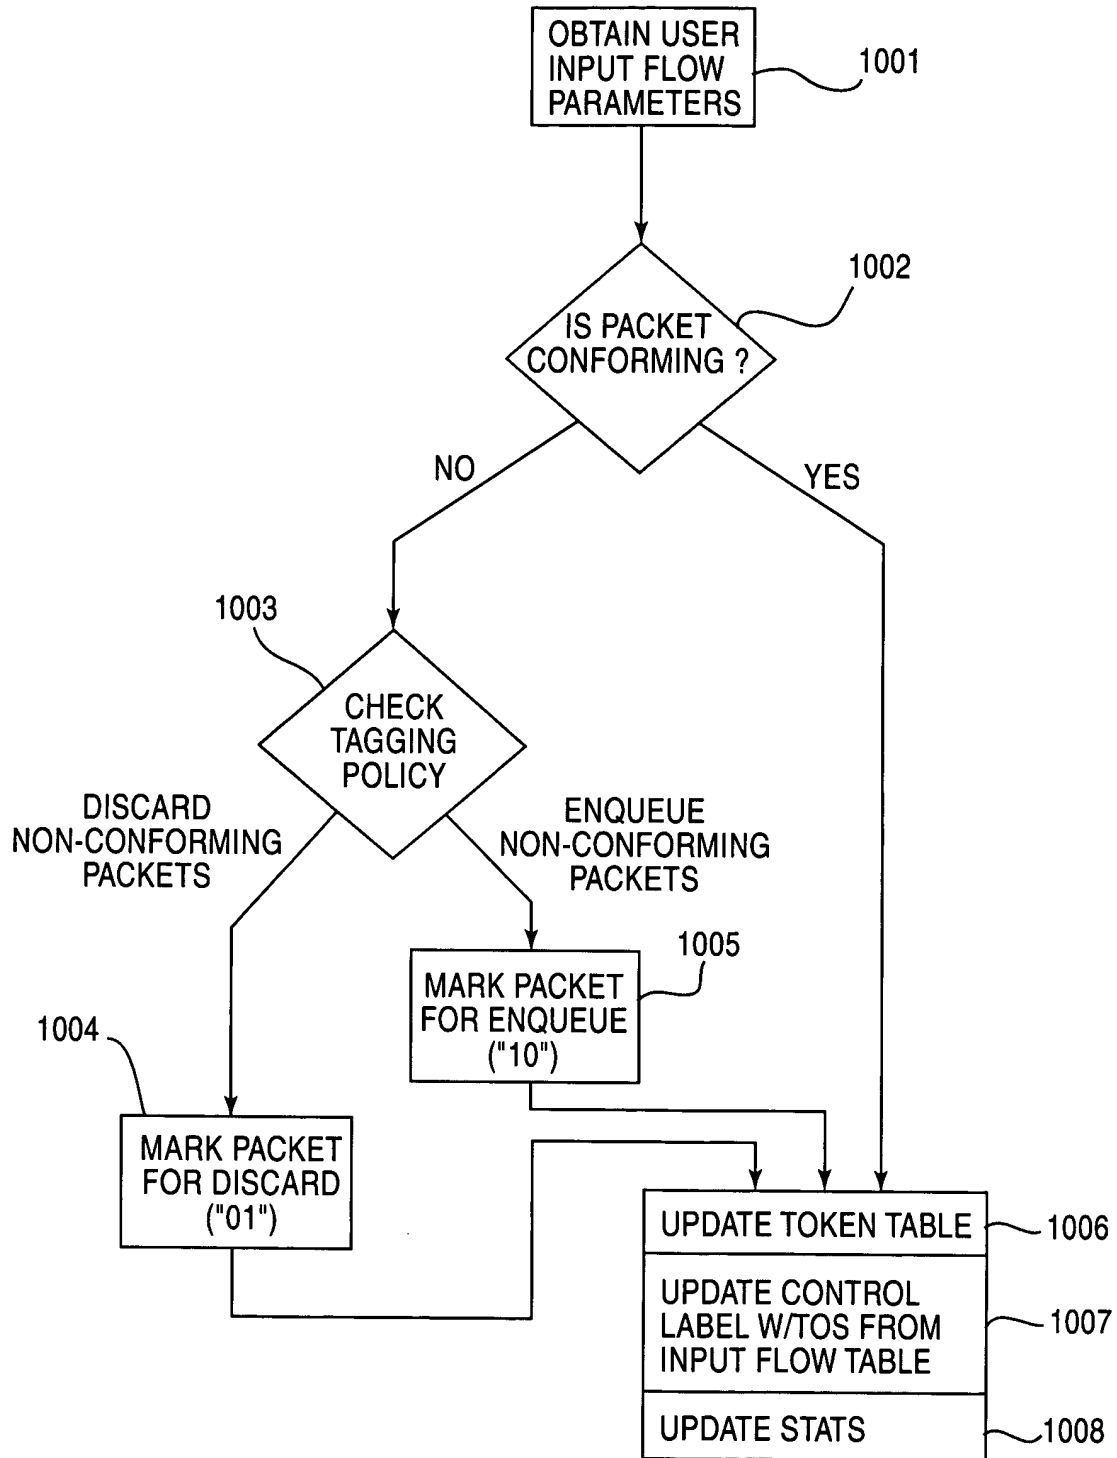 OBTAIN USER
INPUT FLOW
PARAMETERS
1001
1002
IS PACKET
CONFORMING ?
NO
YES
1003
CHECK
TAGGING
POLICY
DISCARD
NON-CONFORMING
PACKETS
ENQUEUE
NON-CONFORMING
PACKETS
1005
MARK PACKET
FOR ENQUEUE
("10")
1004
MARK PACKET
FOR DISCARD
("01")
UPDATE TOKEN TABLE
1006
UPDATE CONTROL
LABEL W/TOS FROM
INPUT FLOW TABLE
1007
UPDATE STATS
1008